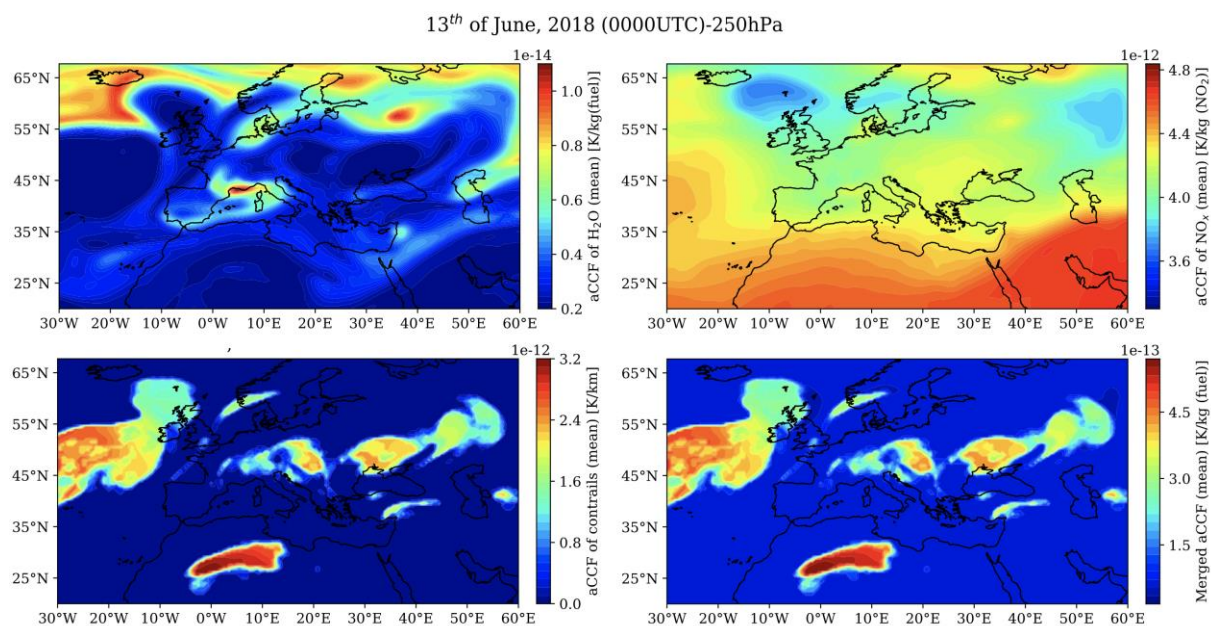 13th of June, 2018 (0000UTC)-250hPa
1e-14
65°N
55°N
45°N
35°N
25°N
30°W 20°W 10°W 0°W 10°E 20°E 30°E 40°E 50°E 60°E
1.0
0.8
0.6
0.4
0.2
aCCF of H2O (mean) [K/kg(fuel)]
1e-12
65°N
55°N
45°N
35°N
25°N
30°W 20°W 10°W 0°W 10°E 20°E 30°E 40°E 50°E 60°E
4.8
4.4
4.0
3.6
aCCF of NOx (mean) [K/kg (NO2)]
,
1e-12
65°N
55°N
45°N
35°N
25°N
30°W 20°W 10°W 0°W 10°E 20°E 30°E 40°E 50°E 60°E
3.2
2.4
1.6
0.8
0.0
aCCF of contrails (mean) [K/km]
1e-13
65°N
55°N
45°N
35°N
25°N
30°W 20°W 10°W 0°W 10°E 20°E 30°E 40°E 50°E 60°E
4.5
3.0
1.5
Merged aCCF (mean) [K/kg (fuel)]